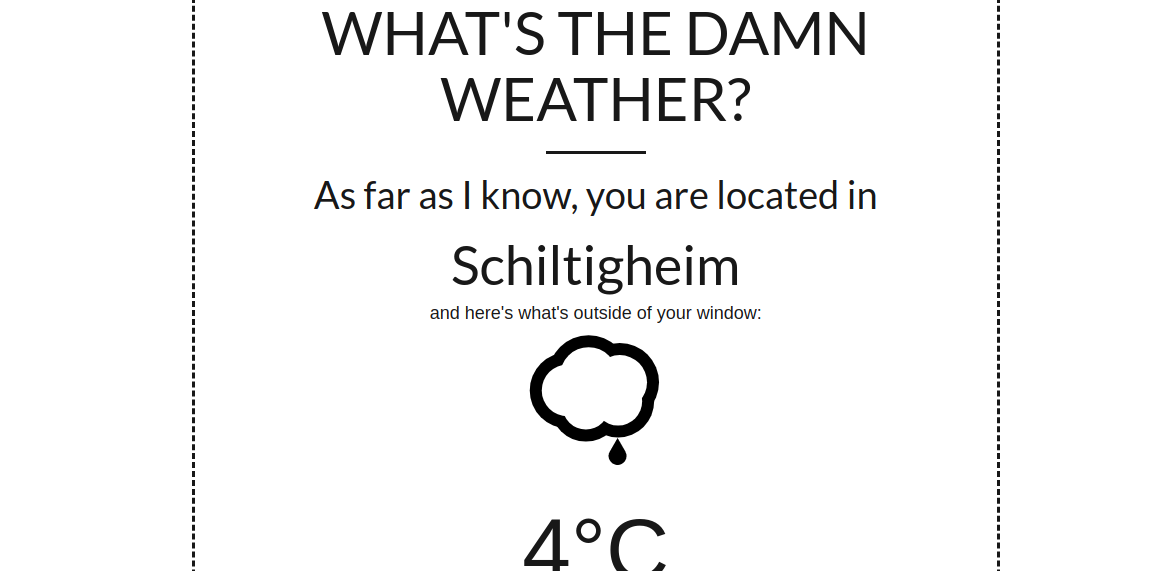 WHAT'S THE DAMN
WEATHER?
As far as I know, you are located in
Schiltigheim
and here's what's outside of your window:
4°C